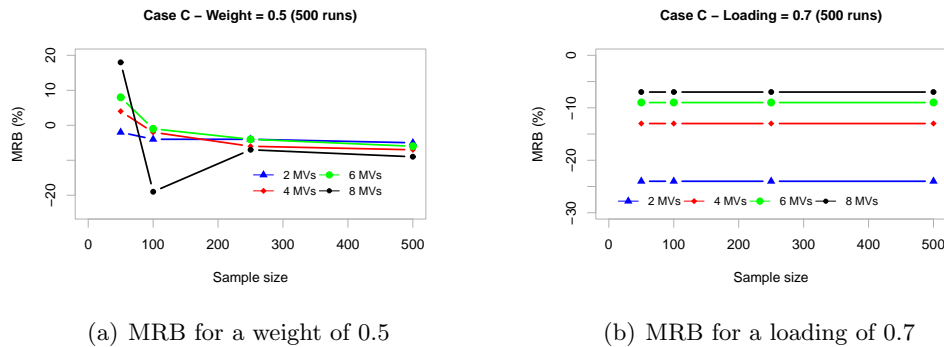 Case C − Weight = 0.5 (500 runs)
MRB (%)
20
10
0
−20
0 100 200 300 400 500
Sample size
2 MVs 6 MVs
4 MVs 8 MVs
(a) MRB for a weight of 0.5
Case C − Loading = 0.7 (500 runs)
MRB (%)
0
−10
−20
−30
0 100 200 300 400 500
Sample size
2 MVs 4 MVs 6 MVs 8 MVs
(b) MRB for a loading of 0.7